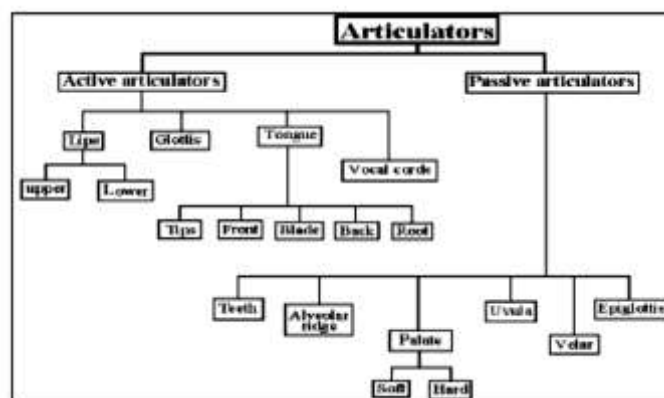 Articulators
Active articulators
Passive articulators
Lips
Glottis
Tongue
Vocal cords
upper
Lower
Tips
Front
Blade
Back
Root
Teeth
Alveolar
ridge
Palate
Uvula
Velar
Epiglottis
Soft
Hard